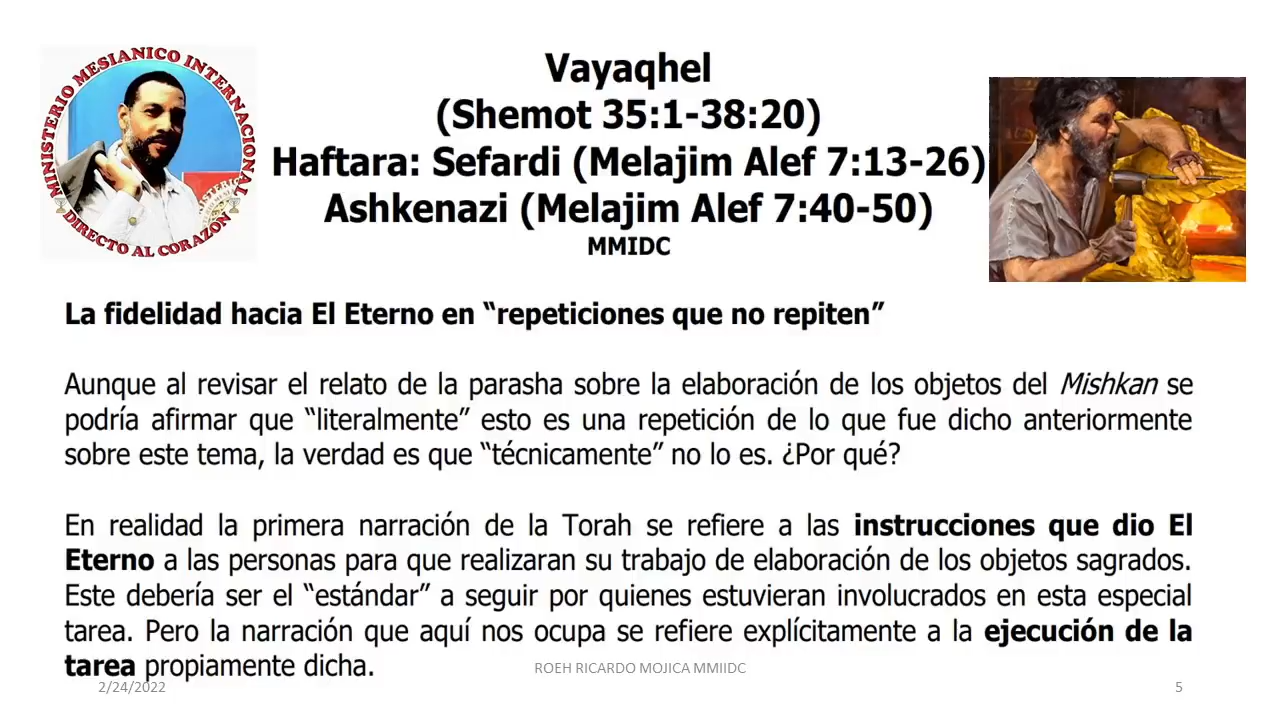 MINISTERIO MESIANICO INTERNACIONAL
DIRECTO AL CORAZON
Vayaqhel
(Shemot 35:1-38:20)
Haftara: Sefardi (Melajim Alef 7:13-26)
Ashkenazi (Melajim Alef 7:40-50)
MMIDC
La fidelidad hacia El Eterno en “repeticiones que no repiten”
Aunque al revisar el relato de la parasha sobre la elaboración de los objetos del Mishkan se
podría afirmar que “literalmente” esto es una repetición de lo que fue dicho anteriormente
sobre este tema, la verdad es que “técnicamente” no lo es. ¿Por qué?
En realidad la primera narración de la Torah se refiere a las instrucciones que dio El
Eterno a las personas para que realizaran su trabajo de elaboración de los objetos sagrados.
Este debería ser el “estándar” a seguir por quienes estuvieran involucrados en esta especial
tarea. Pero la narración que aquí nos ocupa se refiere explícitamente a la ejecución de la
tarea propiamente dicha.
ROEH RICARDO MOJICA MMIIDC
2/24/2022
5